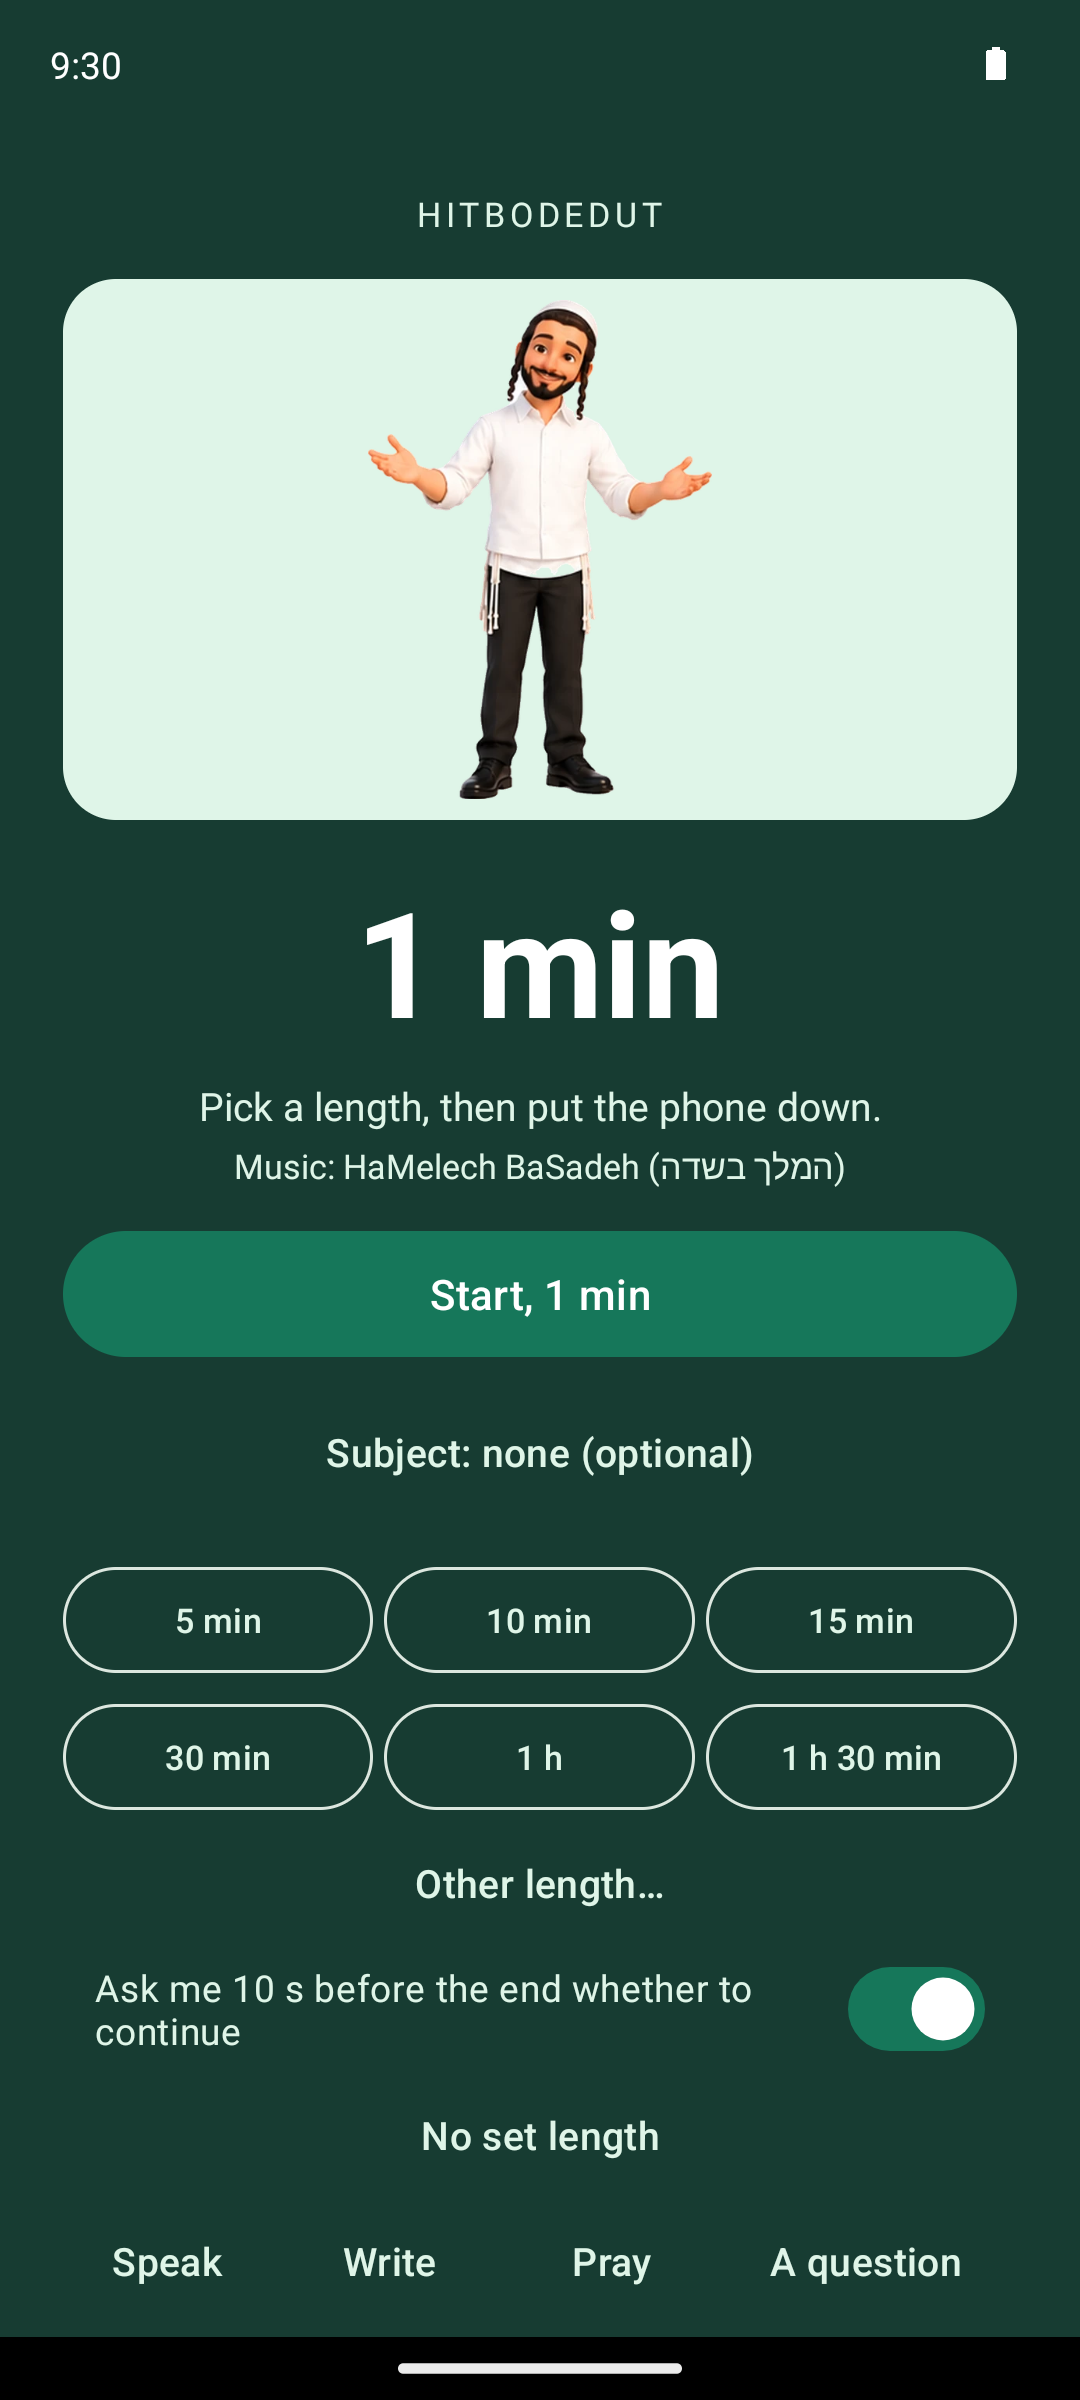 9:30
HITBODEDUT
1 min
Pick a length, then put the phone down.
Music: HaMelech BaSadeh (המלך בשדה)
Start, 1 min
Subject: none (optional)
5 min
10 min
15 min
30 min
1 h
1 h 30 min
Other length…
Ask me 10 s before the end whether to
continue
No set length
Speak
Write
Pray
A question